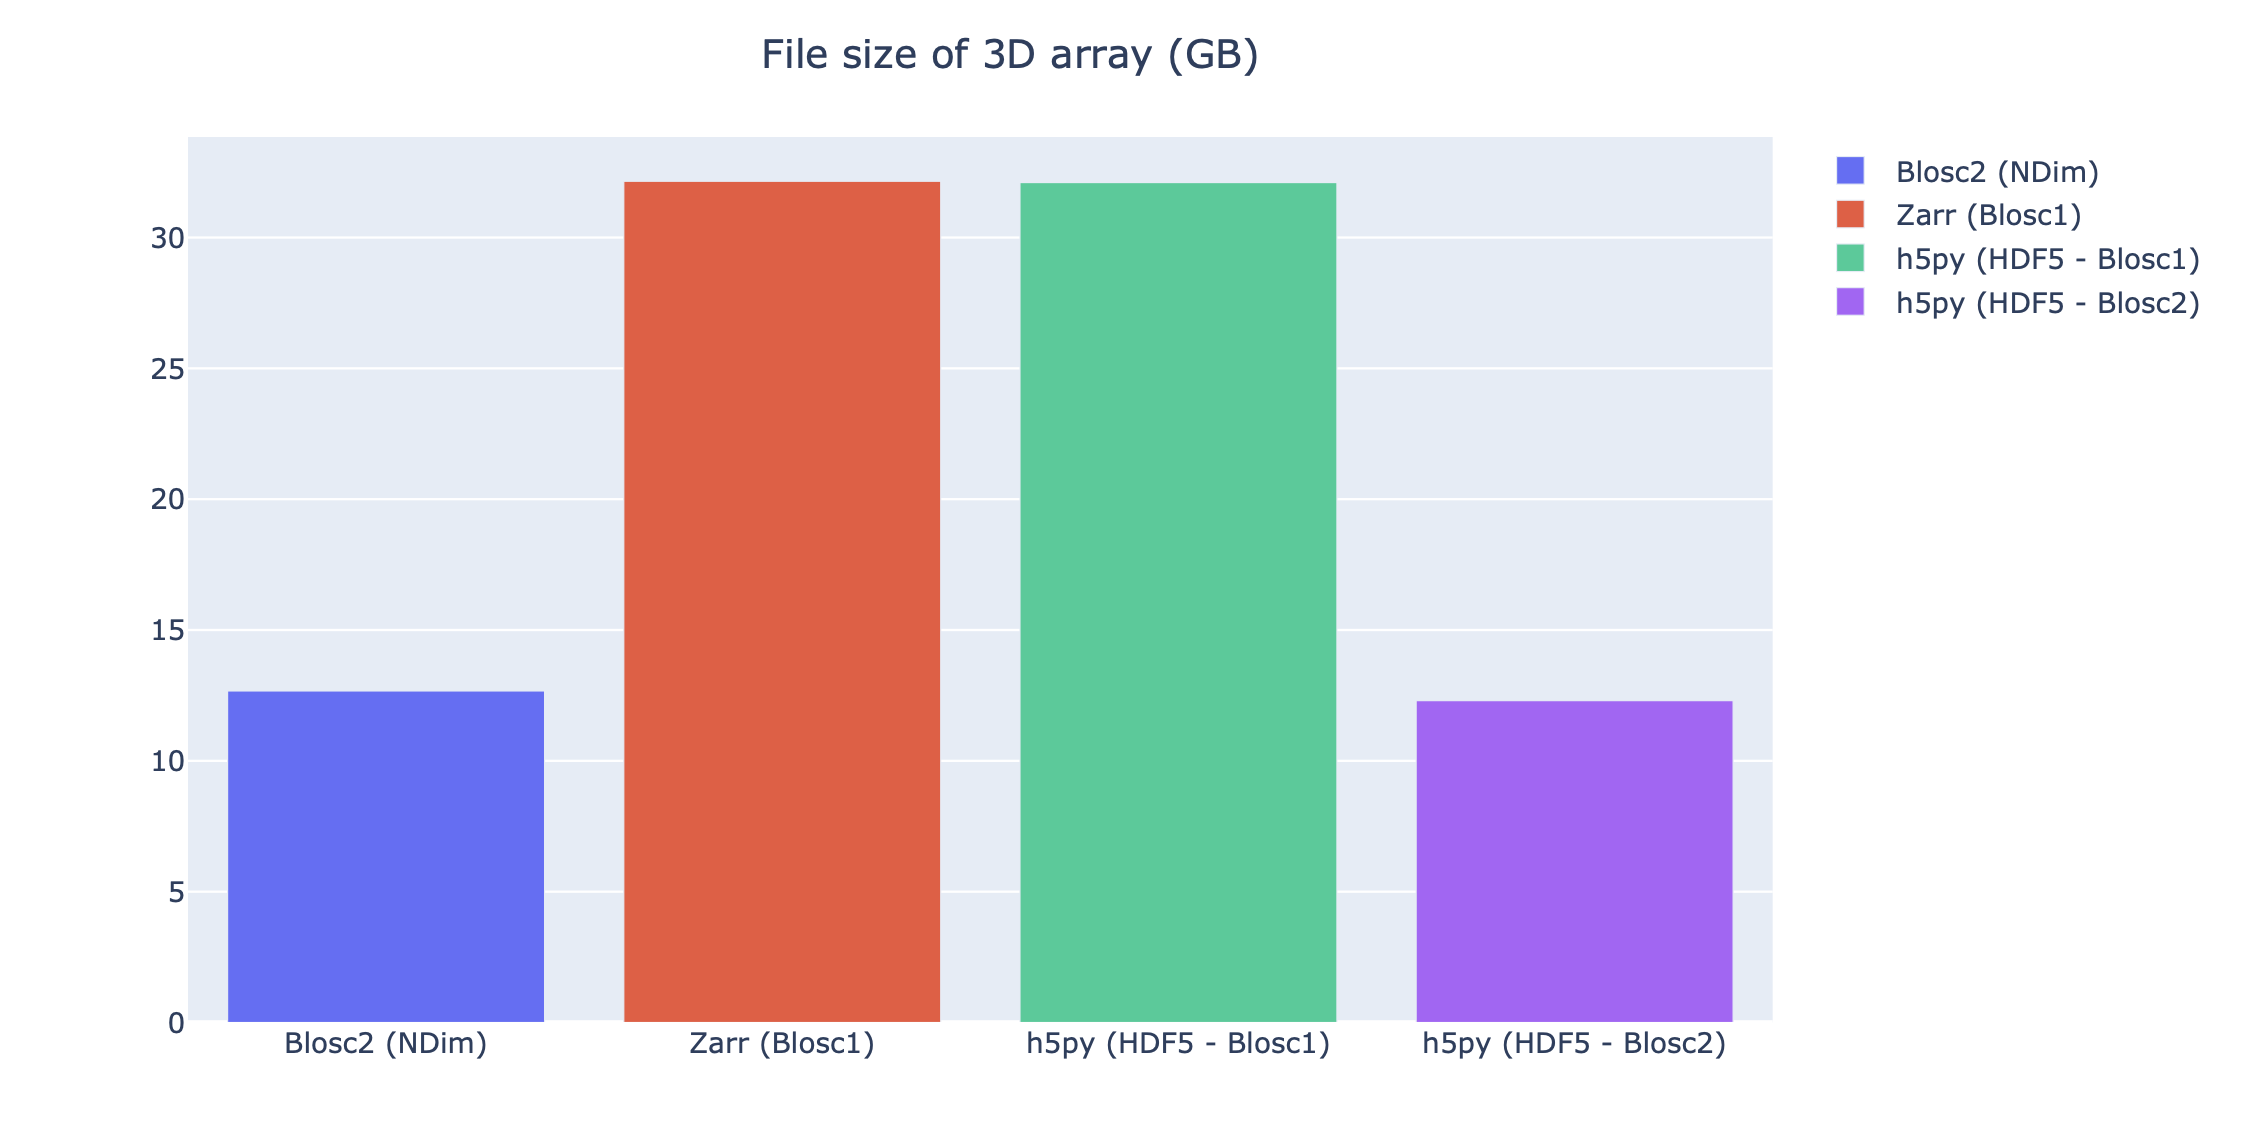 File size of 3D array (GB)
Blosc2 (NDim)
Zarr (Blosc1)
h5py (HDF5 - Blosc1)
h5py (HDF5 - Blosc2)
30
25
20
15
10
5
0
Blosc2 (NDim)
Zarr (Blosc1)
h5py (HDF5 - Blosc1)
h5py (HDF5 - Blosc2)